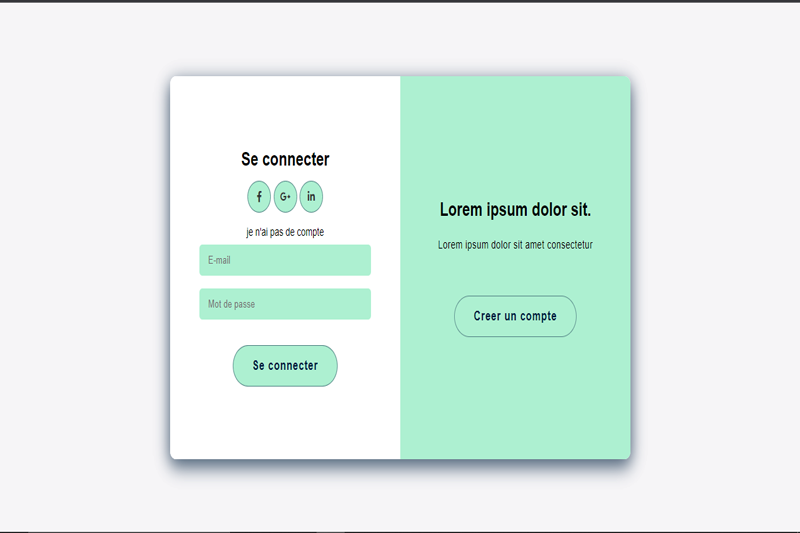 Se connecter
f G+ in
je n'ai pas de compte
E-mail
Mot de passe
Se connecter
Lorem ipsum dolor sit.
Lorem ipsum dolor sit amet consectetur
Creer un compte